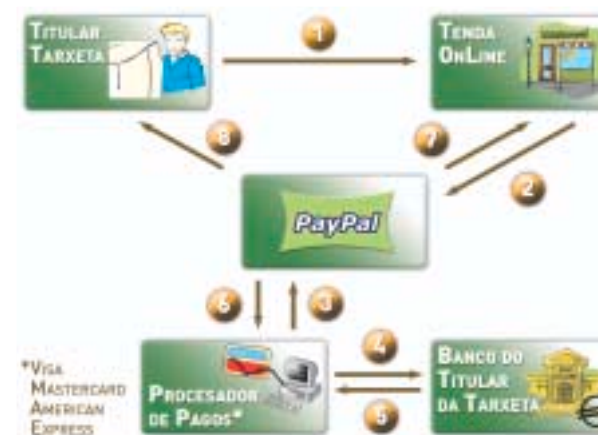 TITULAR
TARXETA
1
TENDA
ONLINE
8
7
2
PayPal
6
3
4
5
*VISA
MASTERCARD
AMERICAN
EXPRESS
PROCESADOR
DE PAGOS*
BANCO DO
TITULAR
DA TARXETA